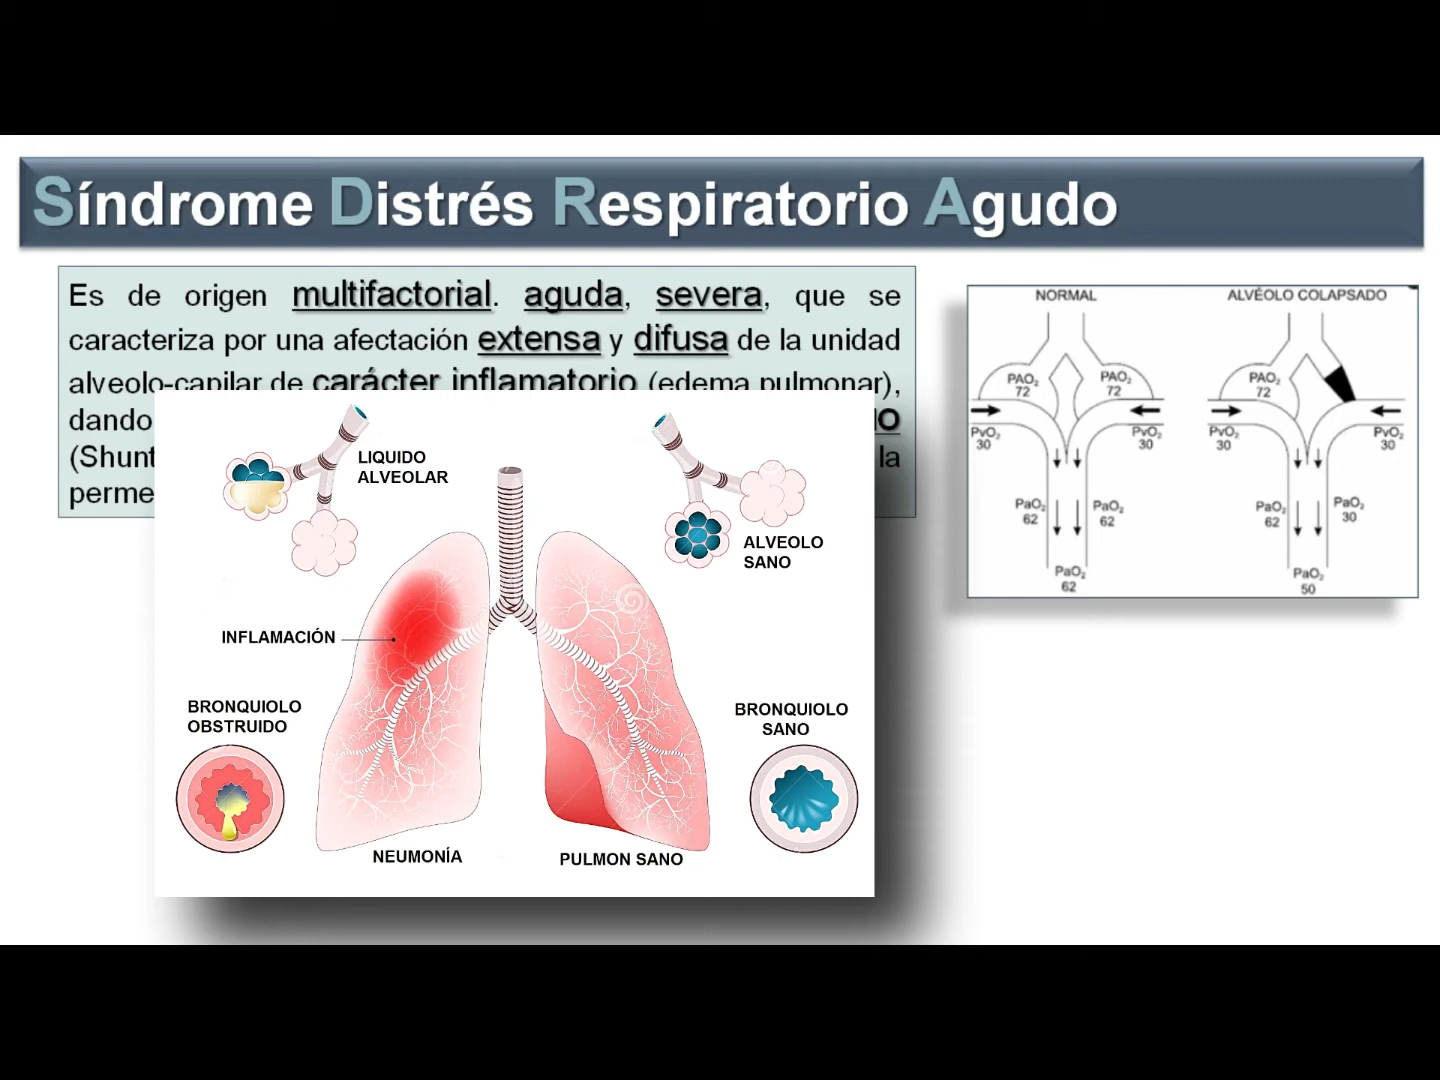 Síndrome Distrés Respiratorio Agudo
Es de origen multifactorial. aguda, severa, que se
caracteriza por una afectación extensa y difusa de la unidad
alveolo-capilar de carácter inflamatorio (edema pulmonar),
dando
(Shunt la
perme
LIQUIDO
ALVEOLAR
ALVEOLO
SANO
INFLAMACIÓN
BRONQUIOLO
OBSTRUIDO
BRONQUIOLO
SANO
NEUMONÍA
PULMON SANO
NORMAL
PAO₂
72
PAO₂
72
PvO₂
30
PvO₂
30
PaO₂
62
PaO₂
62
PaO₂
62
ALVÉOLO COLAPSADO
PAO₂
72
PvO₂
30
PvO₂
30
PaO₂
62
PaO₂
30
PaO₂
50